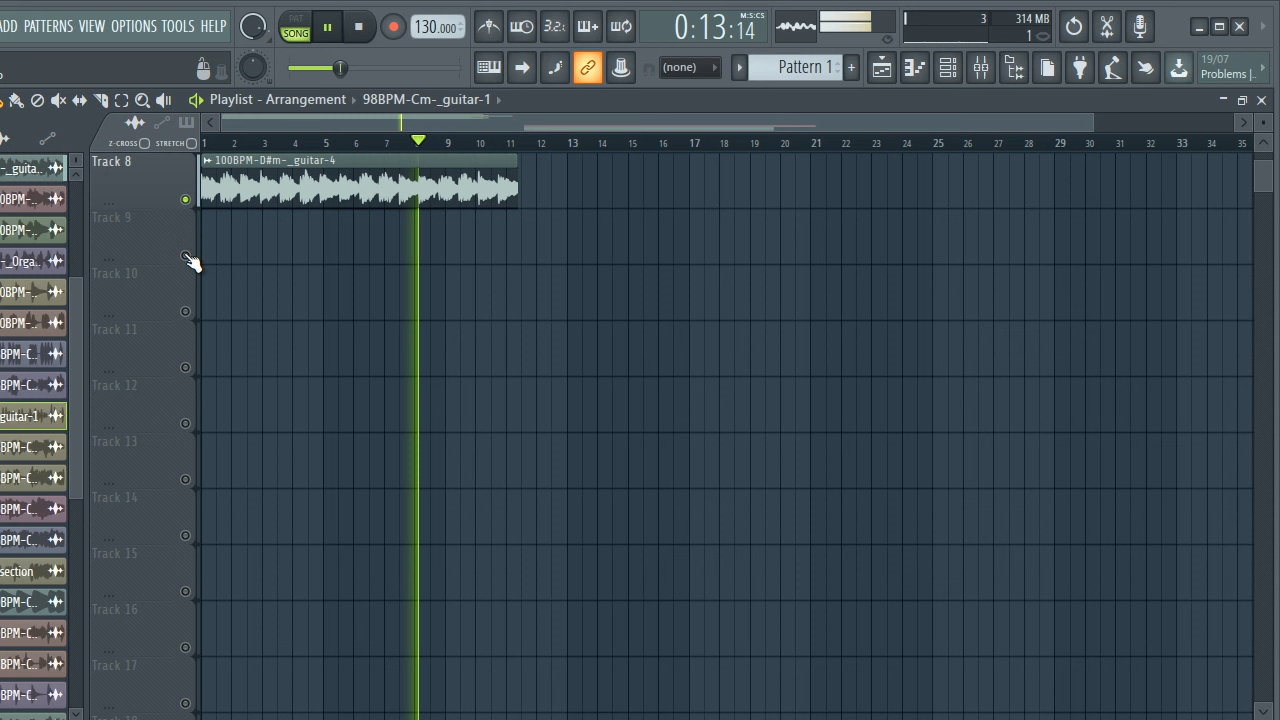 ADD PATTERNS VIEW OPTIONS TOOLS HELP
PAT
SONG
130.000
3.2.
0:13:14
M:S:CS
3
314 MB
1
(none)
Pattern 1
19/07
Problems |..
Playlist - Arrangement › 98BPM-Cm-_guitar-1 ›
Z-CROSS STRETCH
1 2 3 4 5 6 7 9 10 11 12 13 14 15 16 17 18 19 20 21 22 23 24 25 26 27 28 29 30 31 32 33 34 35
Track 8
100BPM-D#m-_guitar-4
Track 9
Track 10
Track 11
Track 12
Track 13
Track 14
Track 15
Track 16
Track 17
-_guita..
0BPM-..
0BPM-..
-_Orga..
0BPM-..
0BPM-..
BPM-C..
BPM-C..
guitar-1
BPM-C..
BPM-C..
BPM-C..
BPM-C..
section
BPM-C..
BPM-C..
BPM-C..
BPM-C..